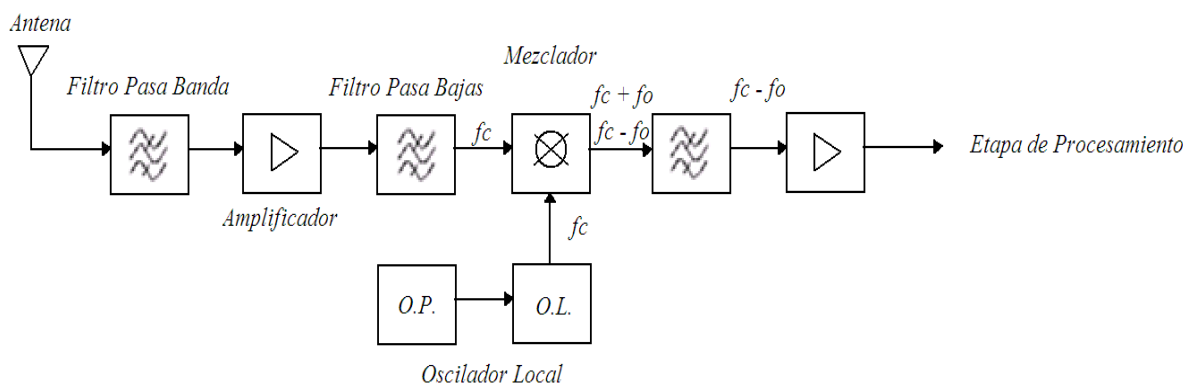 Antena
Filtro Pasa Banda
Amplificador
Filtro Pasa Bajas
fc
Mezclador
fc + fo
fc - fo
fc - fo
Etapa de Procesamiento
fc
O.P.
O.L.
Oscilador Local